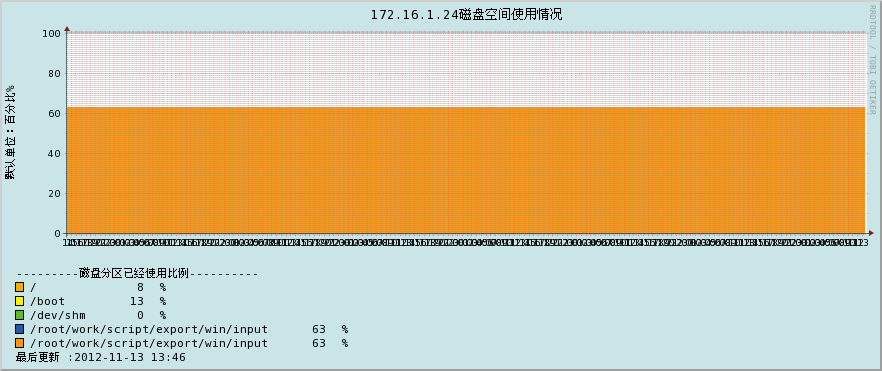 172.16.1.24磁盘空间使用情况
RRDTOOL / TOBI OETIKER
默认单位：百分比%
100
80
60
40
20
0
---------磁盘分区已经使用比例----------
/ 8 %
/boot 13 %
/dev/shm 0 %
/root/work/script/export/win/input 63 %
/root/work/script/export/win/input 63 %
最后更新 :2012-11-13 13:46